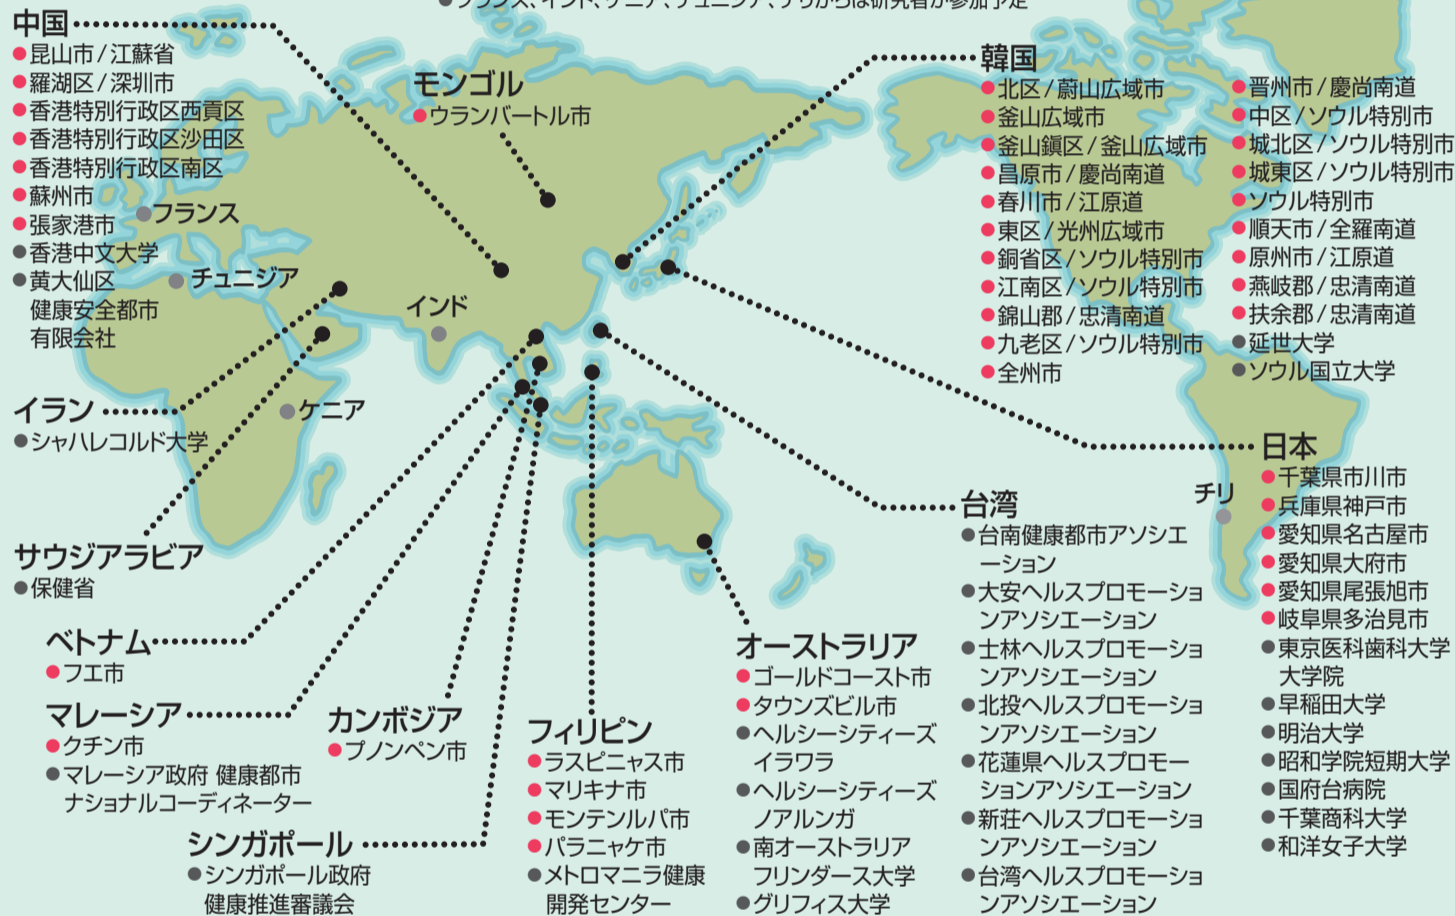 ●フランス、インド、ケニア、チュニジア、チリからは研究者が参加予定
中国
●昆山市/江蘇省
●羅湖区/深圳市
●香港特別行政区西貢区
●香港特別行政区沙田区
●香港特別行政区南区
●蘇州市
●張家港市
●香港中文大学
●黄大仙区
健康安全都市
有限会社
モンゴル
●ウランバートル市
フランス
チュニジア
インド
ケニア
イラン
●シャハレコルド大学
サウジアラビア
●保健省
ベトナム
●フエ市
マレーシア
●クチン市
●マレーシア政府 健康都市
ナショナルコーディネーター
カンボジア
●プノンペン市
シンガポール
●シンガポール政府
健康推進審議会
フィリピン
●ラスピニャス市
●マリキナ市
●モンテンルパ市
●パラニャケ市
●メトロマニラ健康
開発センター
オーストラリア
●ゴールドコースト市
●タウンズビル市
●ヘルシーシティーズ
イラワラ
●ヘルシーシティーズ
ノアルンガ
●南オーストラリア
フリンダース大学
●グリフィス大学
韓国
●北区/蔚山広域市
●釜山広域市
●釜山鎭区/釜山広域市
●昌原市/慶尚南道
●春川市/江原道
●東区/光州広域市
●銅省区/ソウル特別市
●江南区/ソウル特別市
●錦山郡/忠清南道
●九老区/ソウル特別市
●全州市
●晋州市/慶尚南道
●中区/ソウル特別市
●城北区/ソウル特別市
●城東区/ソウル特別市
●ソウル特別市
●順天市/全羅南道
●原州市/江原道
●燕岐郡/忠清南道
●扶余郡/忠清南道
●延世大学
●ソウル国立大学
台湾
●台南健康都市アソシエ
ーション
●大安ヘルスプロモーショ
ンアソシエーション
●士林ヘルスプロモーショ
ンアソシエーション
●北投ヘルスプロモーショ
ンアソシエーション
●花蓮県ヘルスプロモー
ションアソシエーション
●新荘ヘルスプロモーショ
ンアソシエーション
●台湾ヘルスプロモーショ
ンアソシエーション
チリ
日本
●千葉県市川市
●兵庫県神戸市
●愛知県名古屋市
●愛知県大府市
●愛知県尾張旭市
●岐阜県多治見市
●東京医科歯科大学
大学院
●早稲田大学
●明治大学
●昭和学院短期大学
●国府台病院
●千葉商科大学
●和洋女子大学